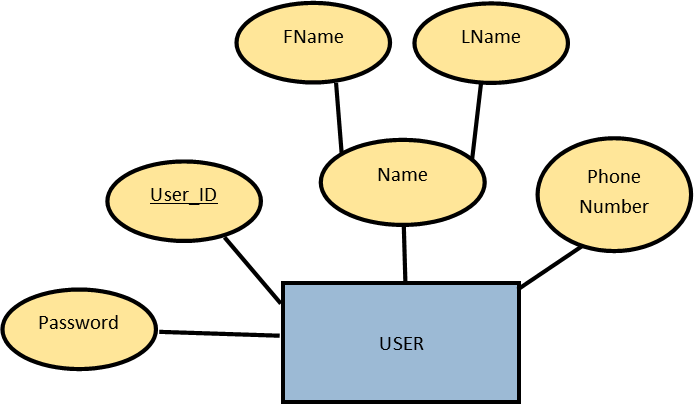 FName
LName
Name
Phone
Number
User_ID
Password
USER